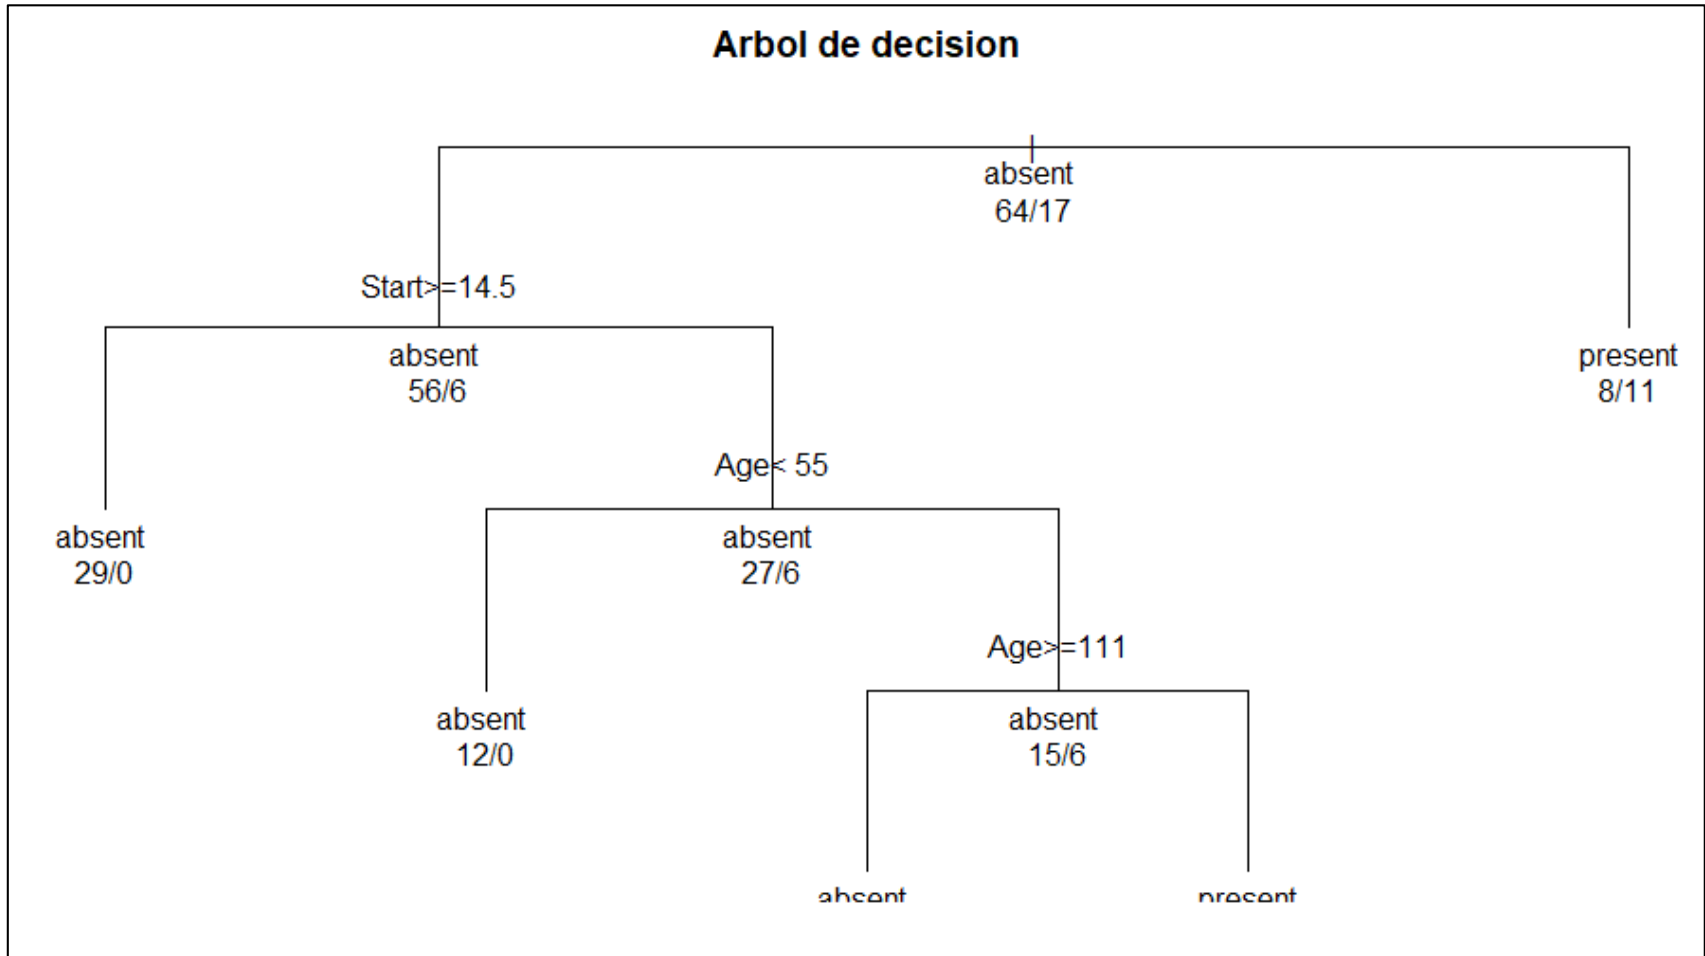 Arbol de decision
absent
64/17
Start>=14.5
absent
56/6
present
8/11
Age< 55
absent
29/0
absent
27/6
Age>=111
absent
12/0
absent
15/6
absent
present